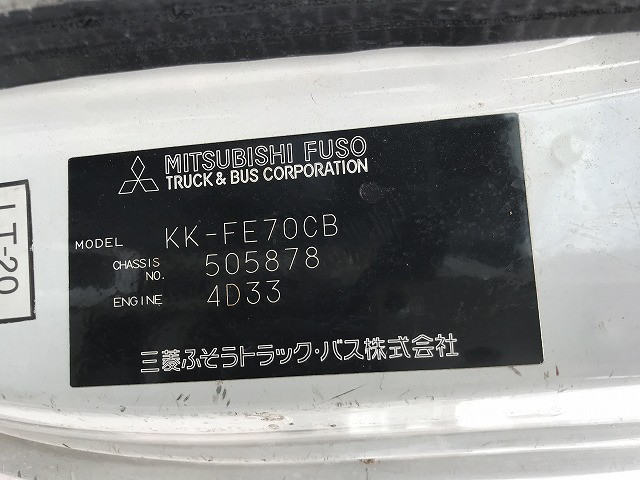 MITSUBISHI FUSO
TRUCK & BUS CORPORATION
MODEL KK-FE70CB
CHASSIS NO. 505878
ENGINE 4D33
三菱ふそうトラック・バス株式会社
LT-20